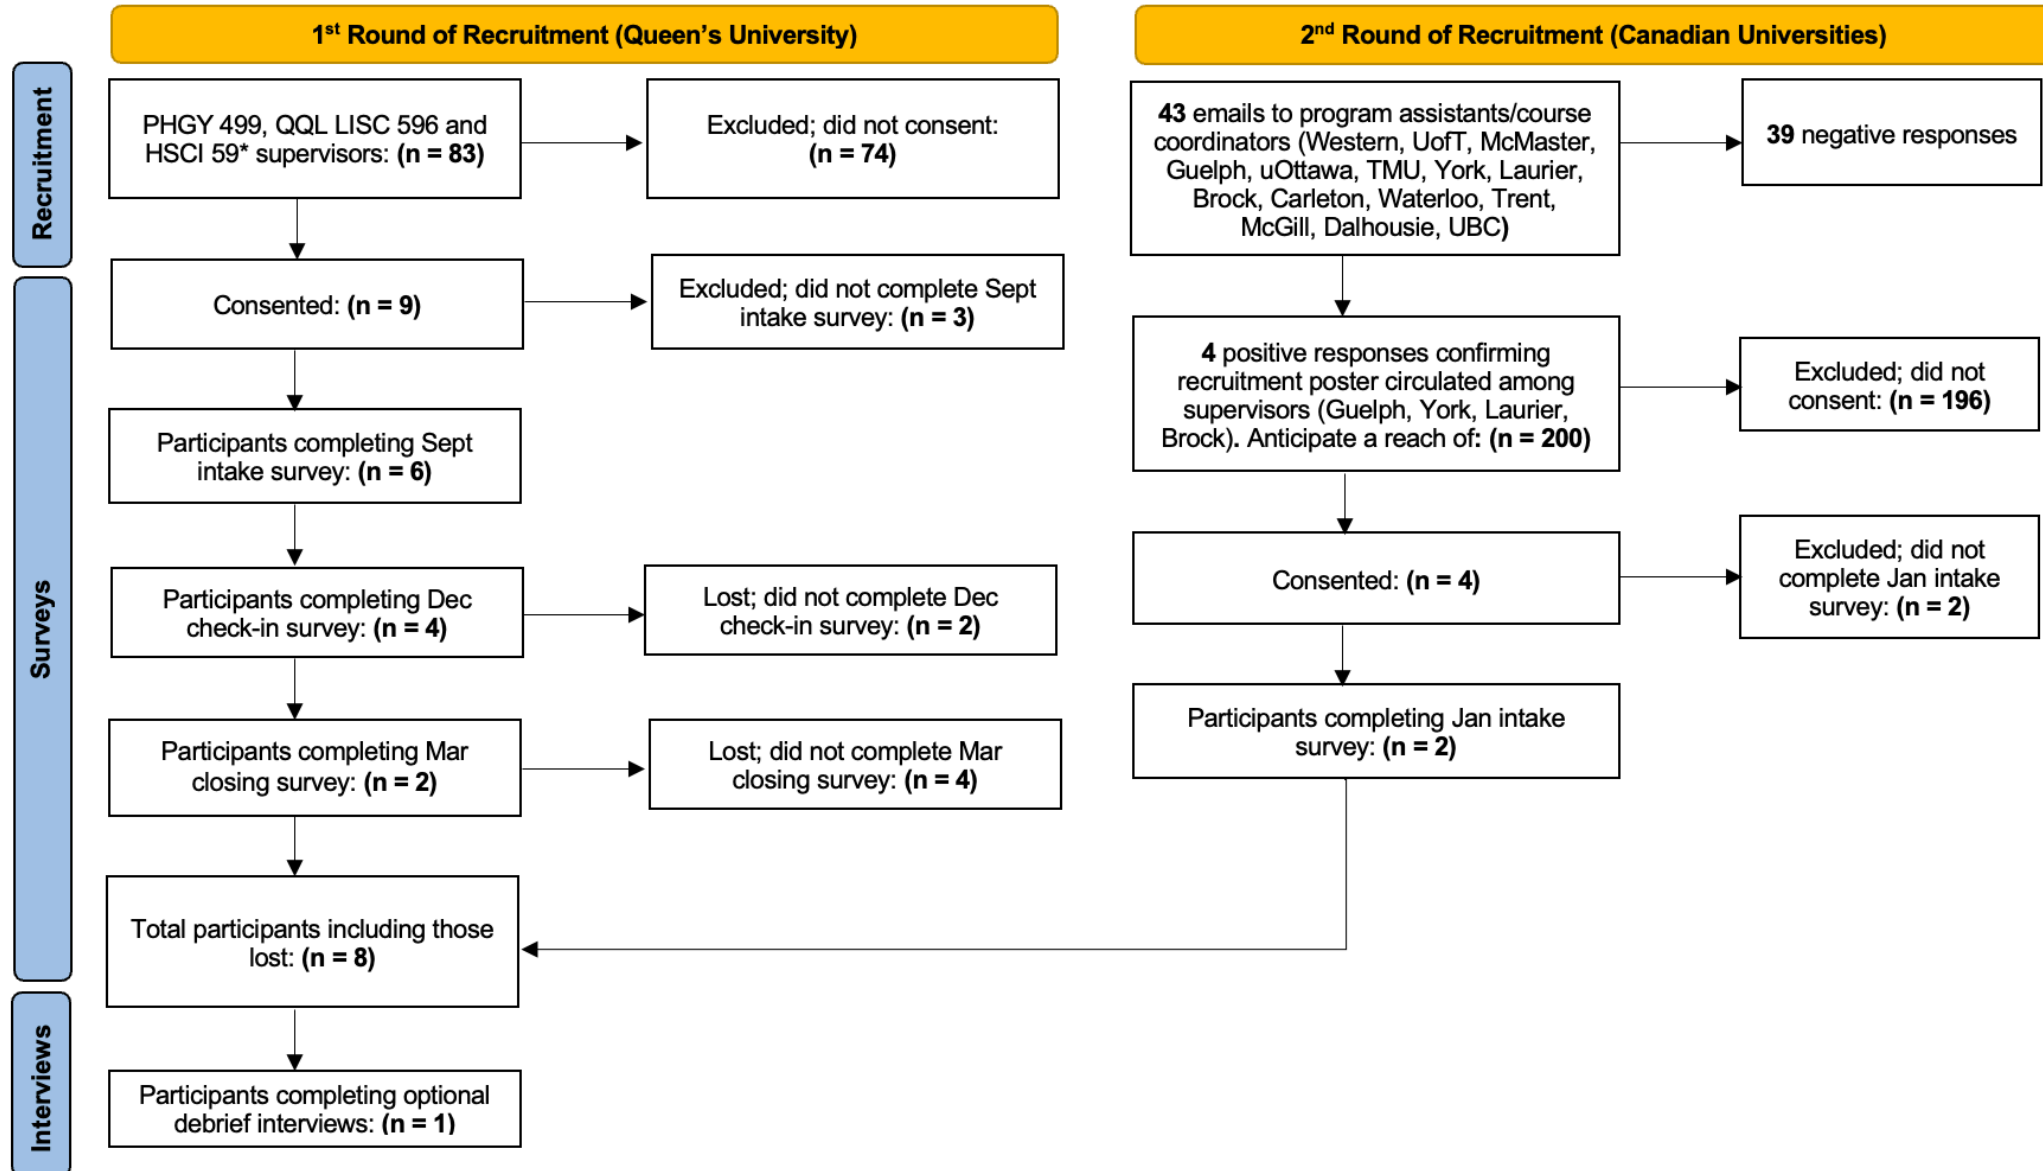 1st Round of Recruitment (Queen's University)
2nd Round of Recruitment (Canadian Universities)
Recruitment
PHGY 499, QQL LISC 596 and
HSCI 59* supervisors: (n = 83)
Excluded; did not consent:
(n = 74)
43 emails to program assistants/course
coordinators (Western, UofT, McMaster,
Guelph, uOttawa, TMU, York, Laurier,
Brock, Carleton, Waterloo, Trent,
McGill, Dalhousie, UBC)
39 negative responses
Surveys
Consented: (n = 9)
Excluded; did not complete Sept
intake survey: (n = 3)
4 positive responses confirming
recruitment poster circulated among
supervisors (Guelph, York, Laurier,
Brock). Anticipate a reach of: (n = 200)
Excluded; did not
consent: (n = 196)
Participants completing Sept
intake survey: (n = 6)
Consented: (n = 4)
Excluded; did not
complete Jan intake
survey: (n = 2)
Participants completing Dec
check-in survey: (n = 4)
Lost; did not complete Dec
check-in survey: (n = 2)
Participants completing Jan intake
survey: (n = 2)
Participants completing Mar
closing survey: (n = 2)
Lost; did not complete Mar
closing survey: (n = 4)
Total participants including those
lost: (n = 8)
Interviews
Participants completing optional
debrief interviews: (n = 1)